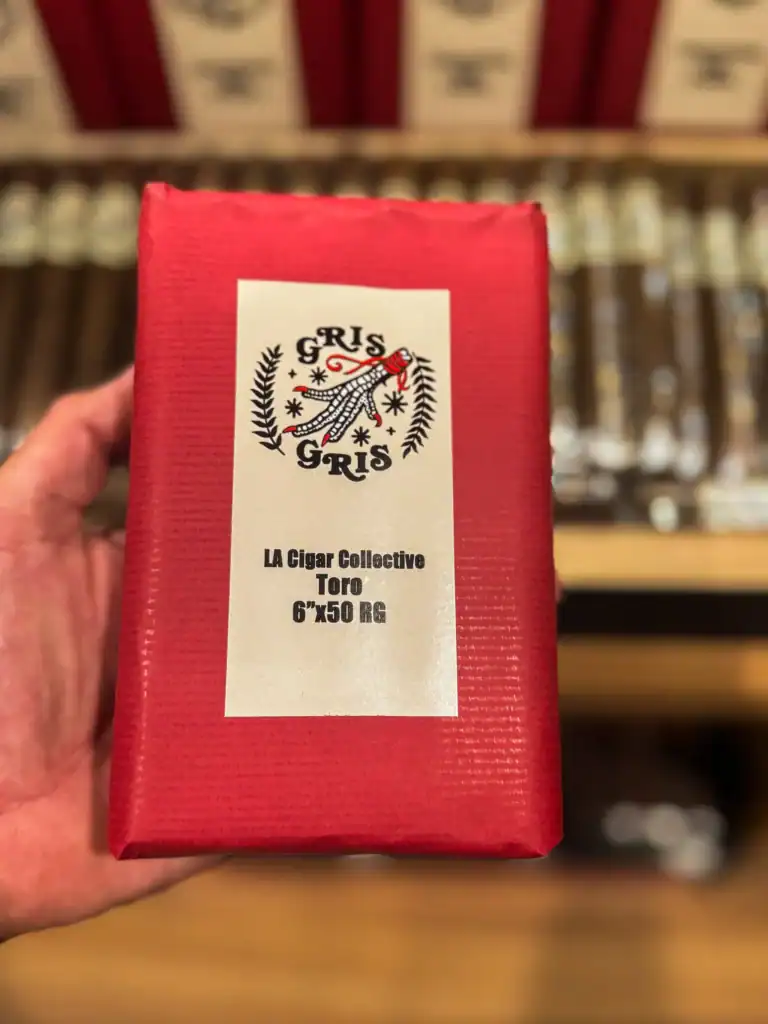 GRIS
GRIS
LA Cigar Collective
Toro
6"x50 RG